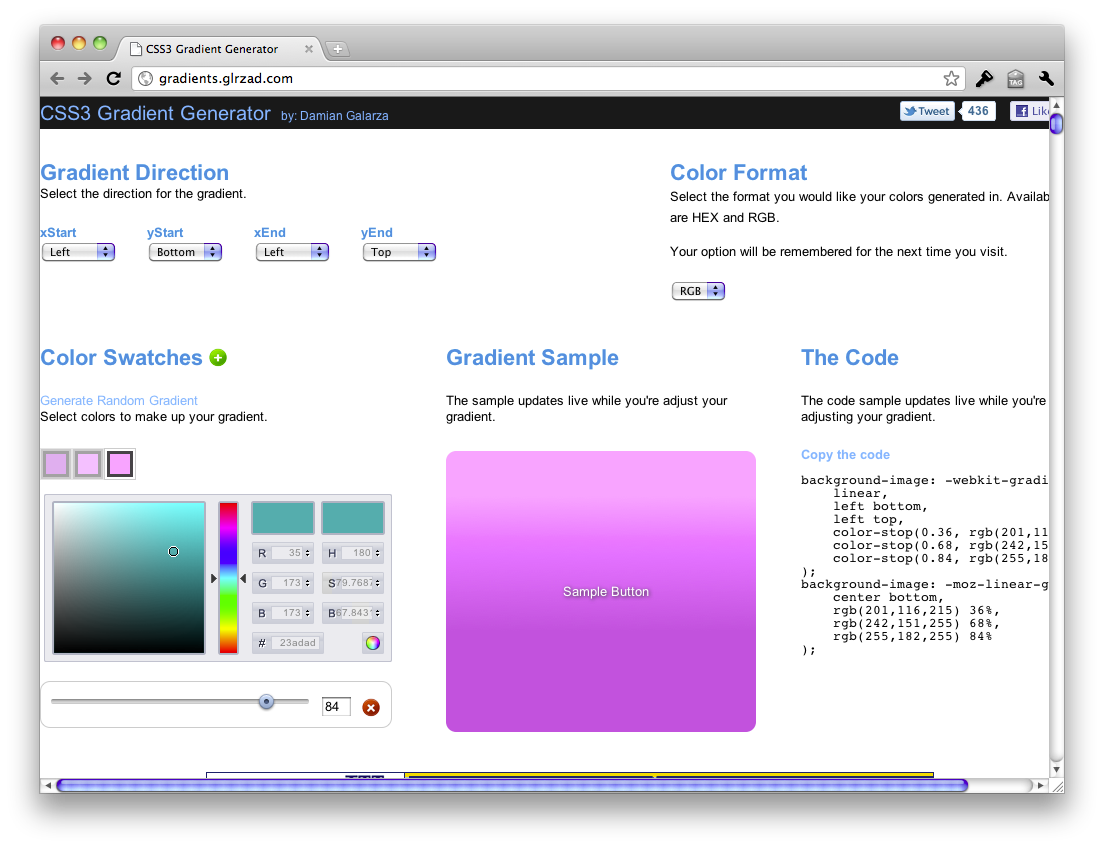 CSS3 Gradient Generator
gradients.glrzad.com
TAG
CSS3 Gradient Generator by: Damian Galarza
Tweet 436 Like
Gradient Direction
Select the direction for the gradient.
xStart yStart xEnd yEnd
Left Bottom Left Top
Color Format
Select the format you would like your colors generated in. Availab
are HEX and RGB.
Your option will be remembered for the next time you visit.
RGB
Color Swatches
Generate Random Gradient
Select colors to make up your gradient.
R 35 H 180
G 173 S 79.7687
B 173 B 67.8431
# 23adad
84
Gradient Sample
The sample updates live while you're adjust your
gradient.
Sample Button
The Code
The code sample updates live while you're
adjusting your gradient.
Copy the code
background-image: -webkit-gradi
linear,
left bottom,
left top,
color-stop(0.36, rgb(201,11
color-stop(0.68, rgb(242,15
color-stop(0.84, rgb(255,18
);
background-image: -moz-linear-g
center bottom,
rgb(201,116,215) 36%,
rgb(242,151,255) 68%,
rgb(255,182,255) 84%
);